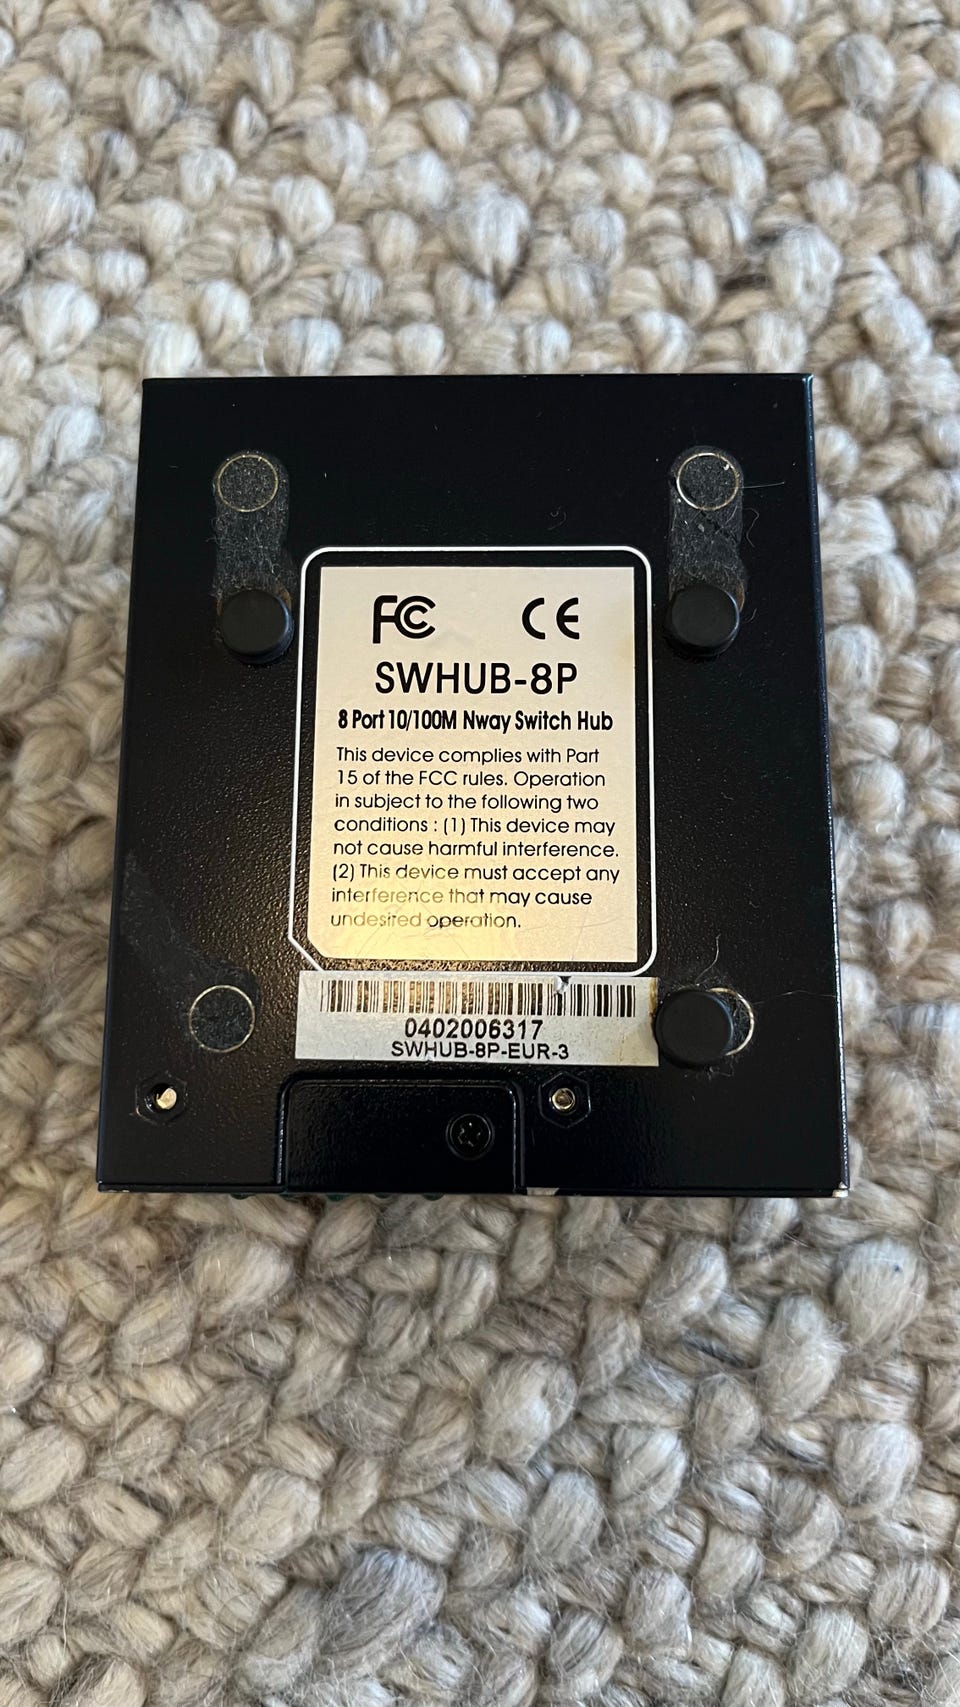 FC CE
SWHUB-8P
8 Port 10/100M Nway Switch Hub
This device complies with Part
15 of the FCC rules. Operation
in subject to the following two
conditions : (1) This device may
not cause harmful interference.
(2) This device must accept any
interference that may cause
undesired operation.
0402006317
SWHUB-8P-EUR-3